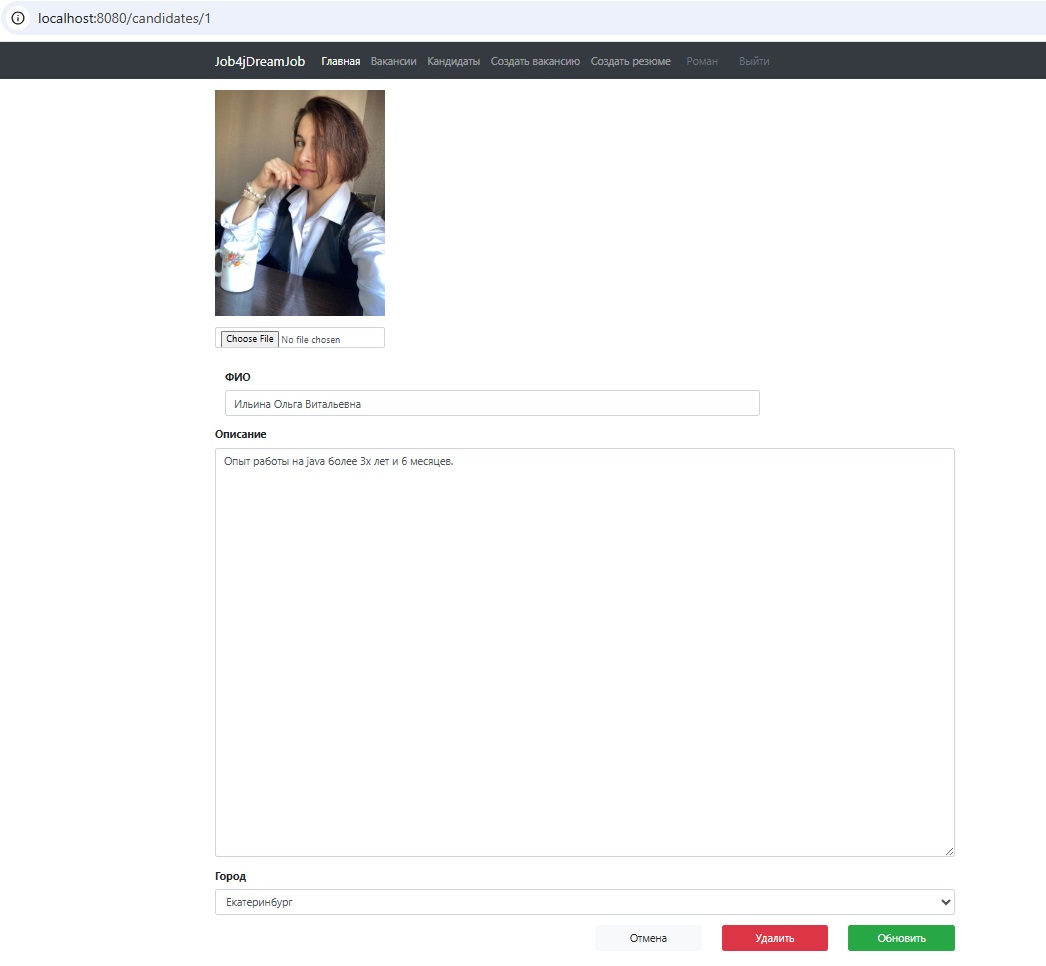 localhost:8080/candidates/1
Job4jDreamJob Главная Вакансии Кандидаты Создать вакансию Создать резюме Роман Выйти
Choose File No file chosen
ФИО
Ильина Ольга Витальевна
Описание
Опыт работы на java более 3х лет и 6 месяцев.
Город
Екатеринбург
Отмена Удалить Обновить